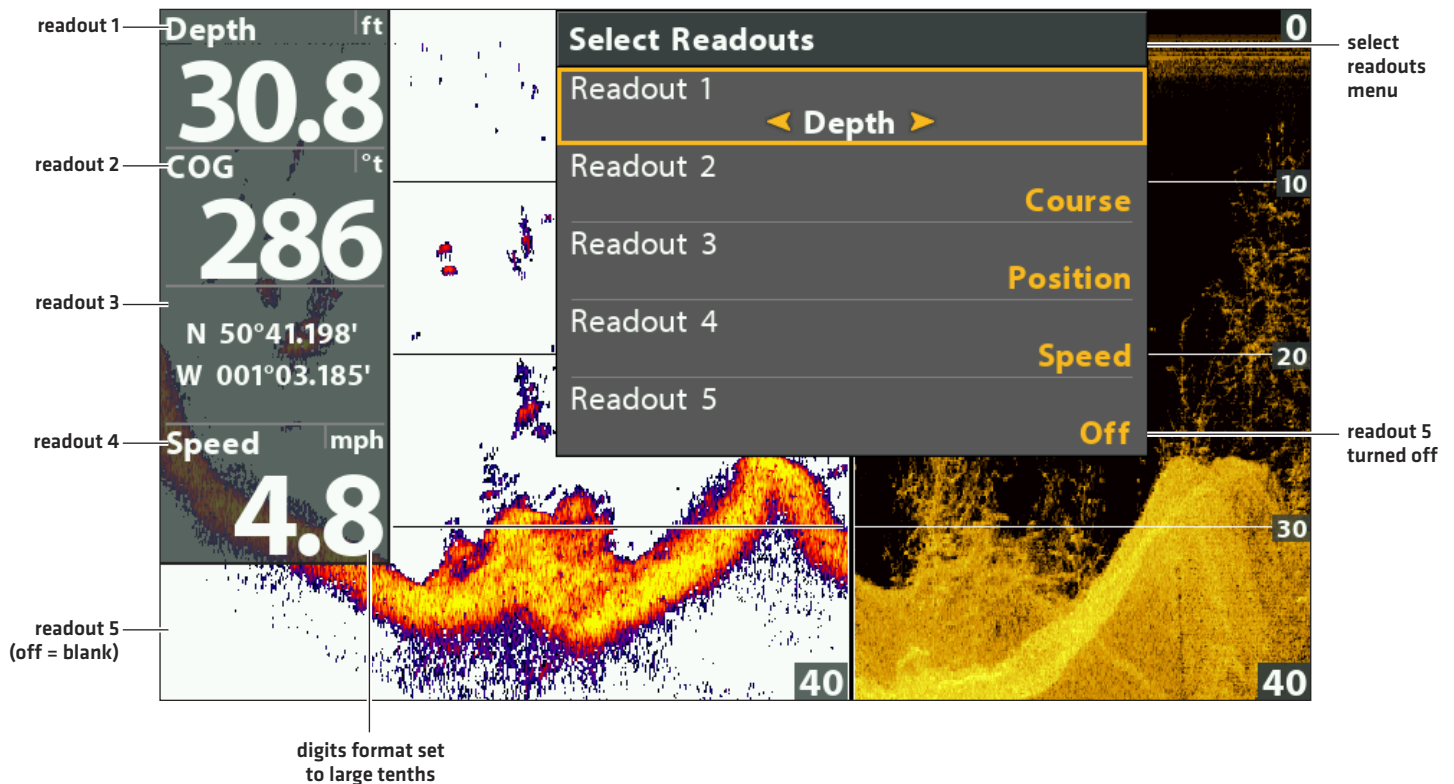 readout 1
Depth ft
30.8
readout 2
COG °t
286
readout 3
N 50°41.198'
W 001°03.185'
readout 4
Speed mph
4.8
readout 5
(off = blank)
digits format set
to large tenths
Select Readouts
Readout 1
Depth
Readout 2
Course
Readout 3
Position
Readout 4
Speed
Readout 5
Off
40
0
10
20
30
40
select
readouts
menu
readout 5
turned off